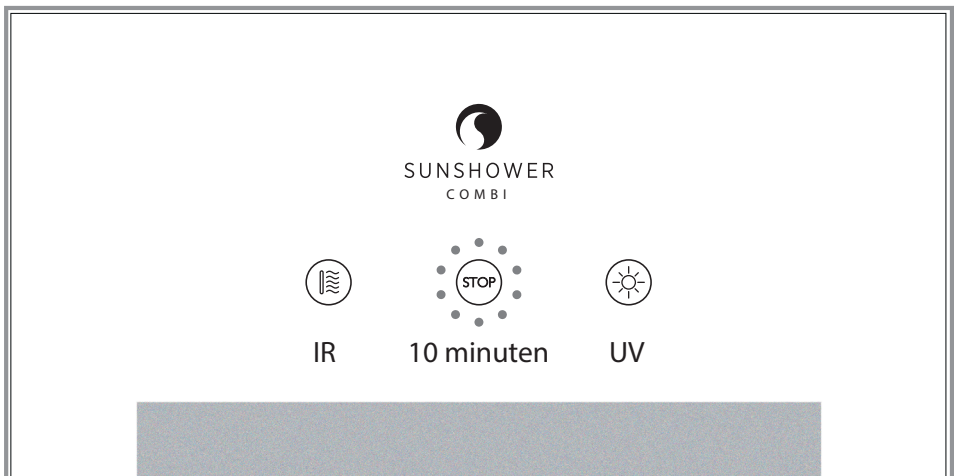 SUNSHOWER
COMBI
STOP
IR
10 minuten
UV